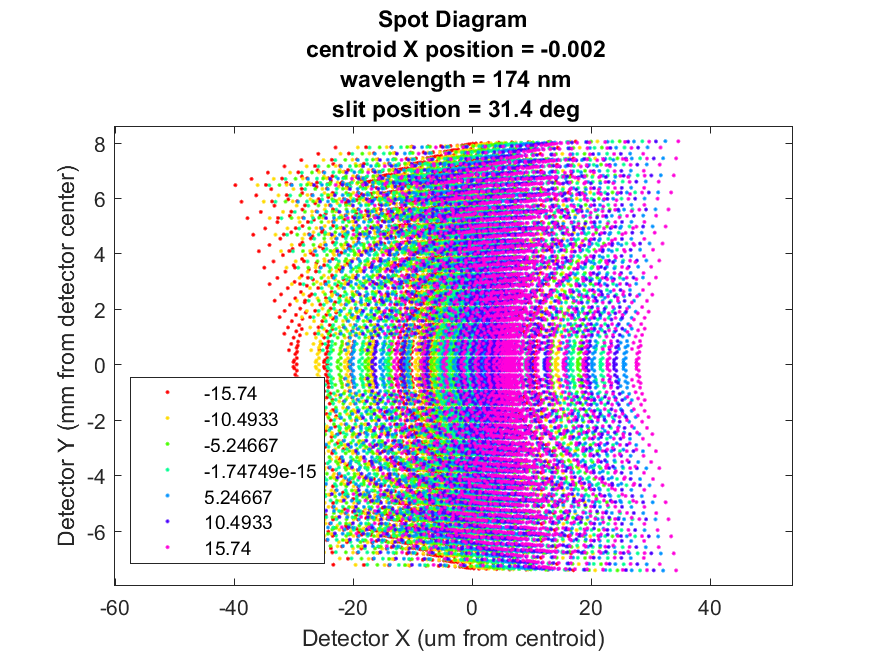 Spot Diagram
centroid X position = -0.002
wavelength = 174 nm
slit position = 31.4 deg
Detector Y (mm from detector center)
8
6
4
2
0
-2
-4
-6
-15.74
-10.4933
-5.24667
-1.74749e-15
5.24667
10.4933
15.74
-60 -40 -20 0 20 40
Detector X (um from centroid)